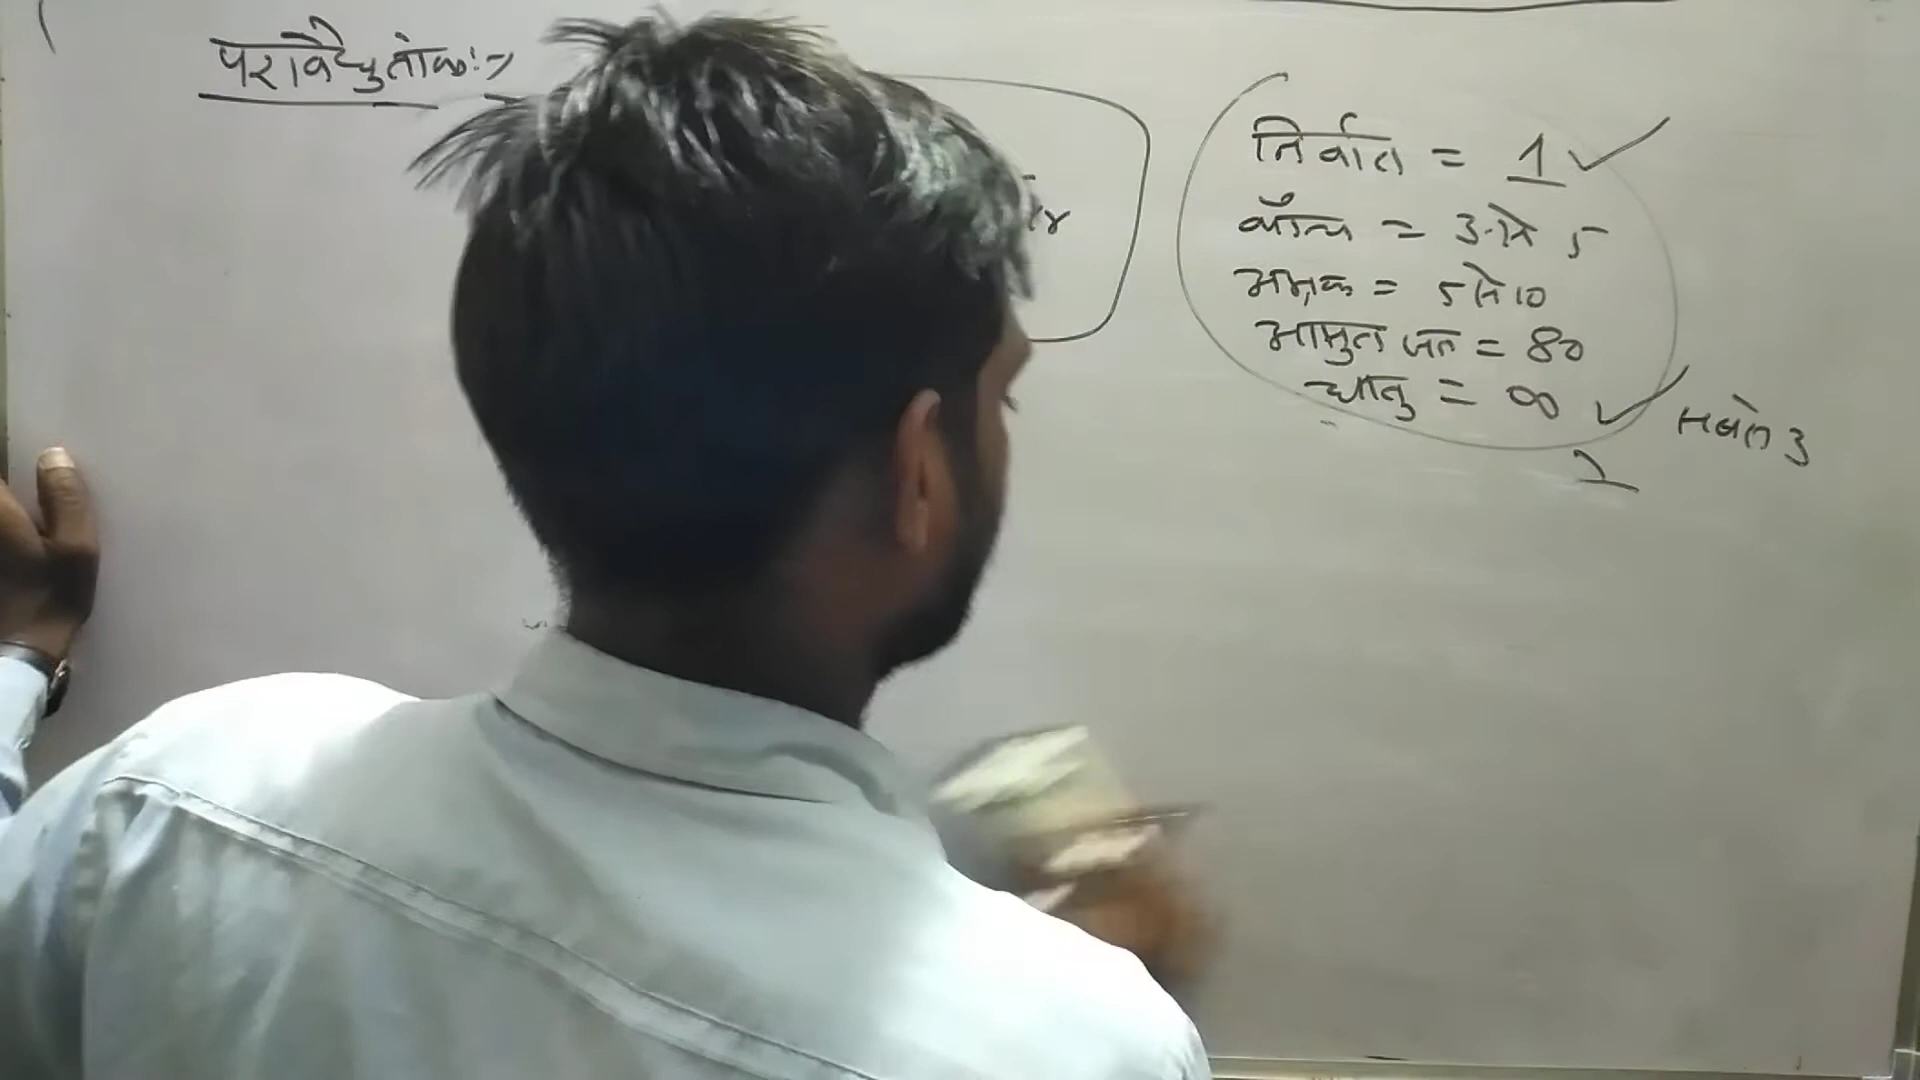 परावैद्युतांक:-
निर्वात = 1 ✓
काँच = 3 से 5
अभ्रक = 5 से 10
आसुत जल = 80
धातु = ∞ ✓